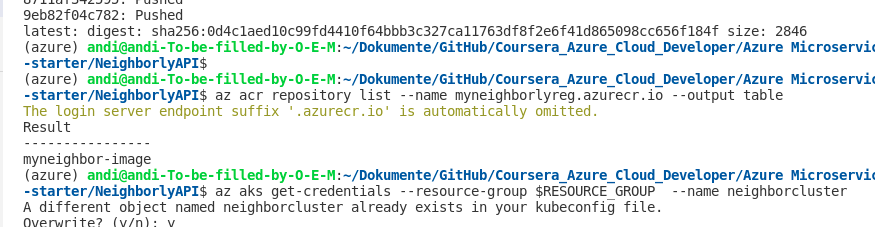 8711af342393: Pushed
9eb82f04c782: Pushed
latest: digest: sha256:0d4c1aed10c99fd4410f64bbb3c327ca11763df8f2e6f41d865098cc656f184f size: 2846
(azure) andi@andi-To-be-filled-by-O-E-M:~/Dokumente/GitHub/Coursera_Azure_Cloud_Developer/Azure Microservic
-starter/NeighborlyAPI$
(azure) andi@andi-To-be-filled-by-O-E-M:~/Dokumente/GitHub/Coursera_Azure_Cloud_Developer/Azure Microservic
-starter/NeighborlyAPI$ az acr repository list --name myneighborlyreg.azurecr.io --output table
The login server endpoint suffix '.azurecr.io' is automatically omitted.
Result
----------------
myneighbor-image
(azure) andi@andi-To-be-filled-by-O-E-M:~/Dokumente/GitHub/Coursera_Azure_Cloud_Developer/Azure Microservic
-starter/NeighborlyAPI$ az aks get-credentials --resource-group $RESOURCE_GROUP  --name neighborcluster
A different object named neighborcluster already exists in your kubeconfig file.
Overwrite? (y/n): y